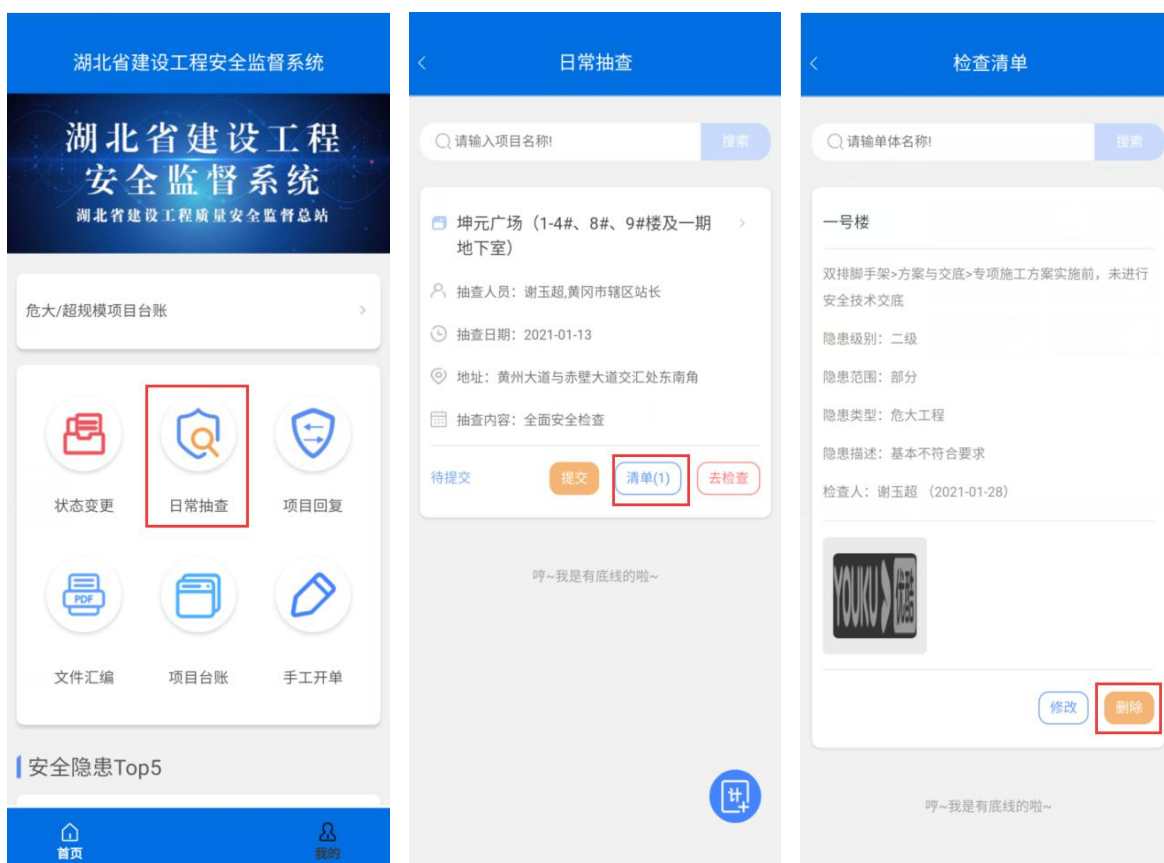 湖北省建设工程安全监督系统
湖北省建设工程
安全监督系统
湖北省建设工程质量安全监督总站
危大/超规模项目台账
状态变更
日常抽查
项目回复
PDF
文件汇编
项目台账
手工开单
安全隐患Top5
首页
我的
日常抽查
请输入项目名称!
搜索
坤元广场（1-4#、8#、9#楼及一期
地下室）
抽查人员：谢玉超,黄冈市辖区站长
抽查日期：2021-01-13
地址：黄州大道与赤壁大道交汇处东南角
抽查内容：全面安全检查
待提交
提交
清单(1)
去检查
哼~我是有底线的啦~
计
检查清单
请输单体名称!
搜索
一号楼
双排脚手架>方案与交底>专项施工方案实施前，未进行
安全技术交底
隐患级别：二级
隐患范围：部分
隐患类型：危大工程
隐患描述：基本不符合要求
检查人：谢玉超 （2021-01-28）
YOUKU 优酷
修改
删除
哼~我是有底线的啦~